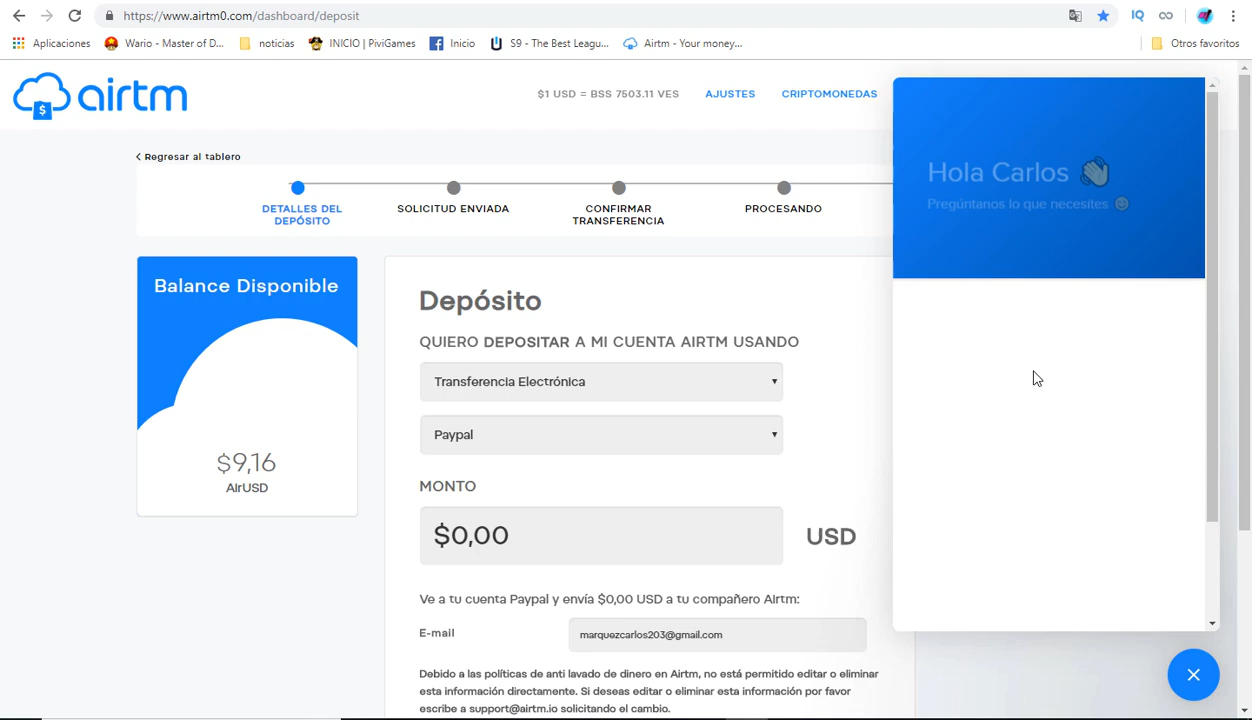 https://www.airtm0.com/dashboard/deposit
Aplicaciones
Wario - Master of D...
noticias
INICIO | PiviGames
Inicio
S9 - The Best Leagu...
Airtm - Your money...
Otros favoritos
airtm
$1 USD = BSS 7503.11 VES
AJUSTES
CRIPTOMONEDAS
Regresar al tablero
DETALLES DEL
DEPÓSITO
SOLICITUD ENVIADA
CONFIRMAR
TRANSFERENCIA
PROCESANDO
Hola Carlos 👋
Pregúntanos lo que necesites 😊
Balance Disponible
$9,16
AirUSD
Depósito
QUIERO DEPOSITAR A MI CUENTA AIRTM USANDO
Transferencia Electrónica
Paypal
MONTO
$0,00
USD
Ve a tu cuenta Paypal y envía $0,00 USD a tu compañero Airtm:
E-mail
marquezcarlos203@gmail.com
Debido a las políticas de anti lavado de dinero en Airtm, no está permitido editar o eliminar
esta información directamente. Si deseas editar o eliminar esta información por favor
escribe a support@airtm.io solicitando el cambio.